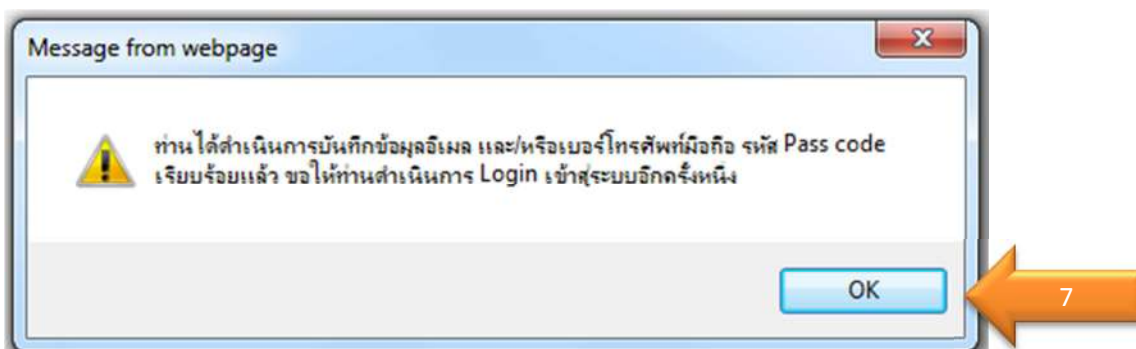 Message from webpage
ท่านได้ดำเนินการบันทึกข้อมูลอีเมล และ/หรือเบอร์โทรศัพท์มือถือ รหัส Pass code
เรียบร้อยแล้ว ขอให้ท่านดำเนินการ Login เข้าสู่ระบบอีกครั้งหนึ่ง
OK
7